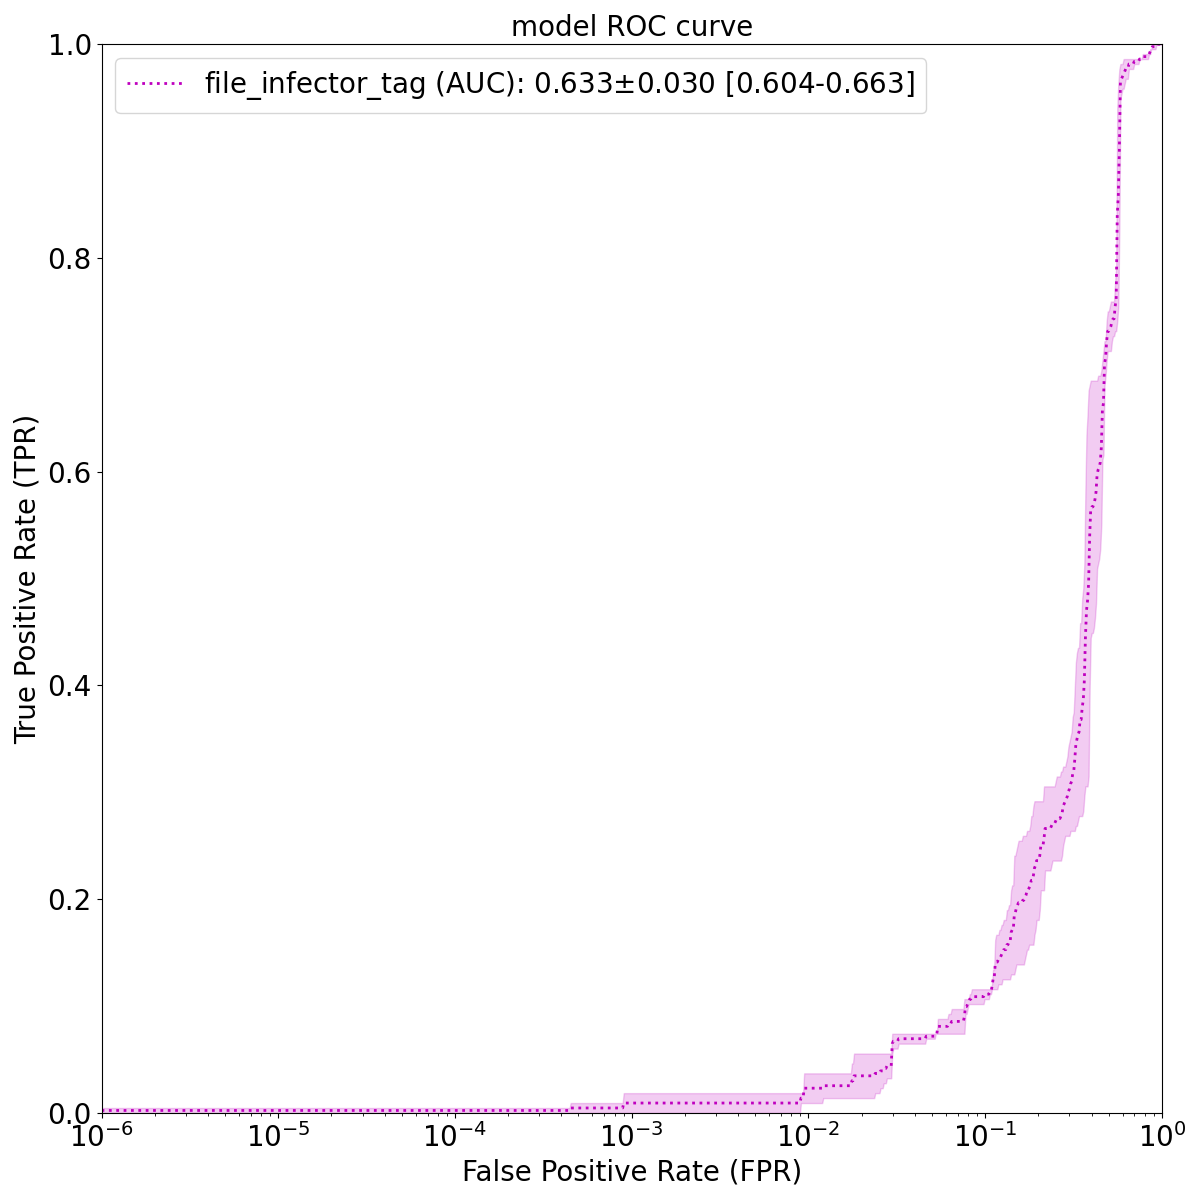 model ROC curve
file_infector_tag (AUC): 0.633±0.030 [0.604-0.663]
True Positive Rate (TPR)
1.0
0.8
0.6
0.4
0.2
0.0
10⁻⁶ 10⁻⁵ 10⁻⁴ 10⁻³ 10⁻² 10⁻¹ 10⁰
False Positive Rate (FPR)